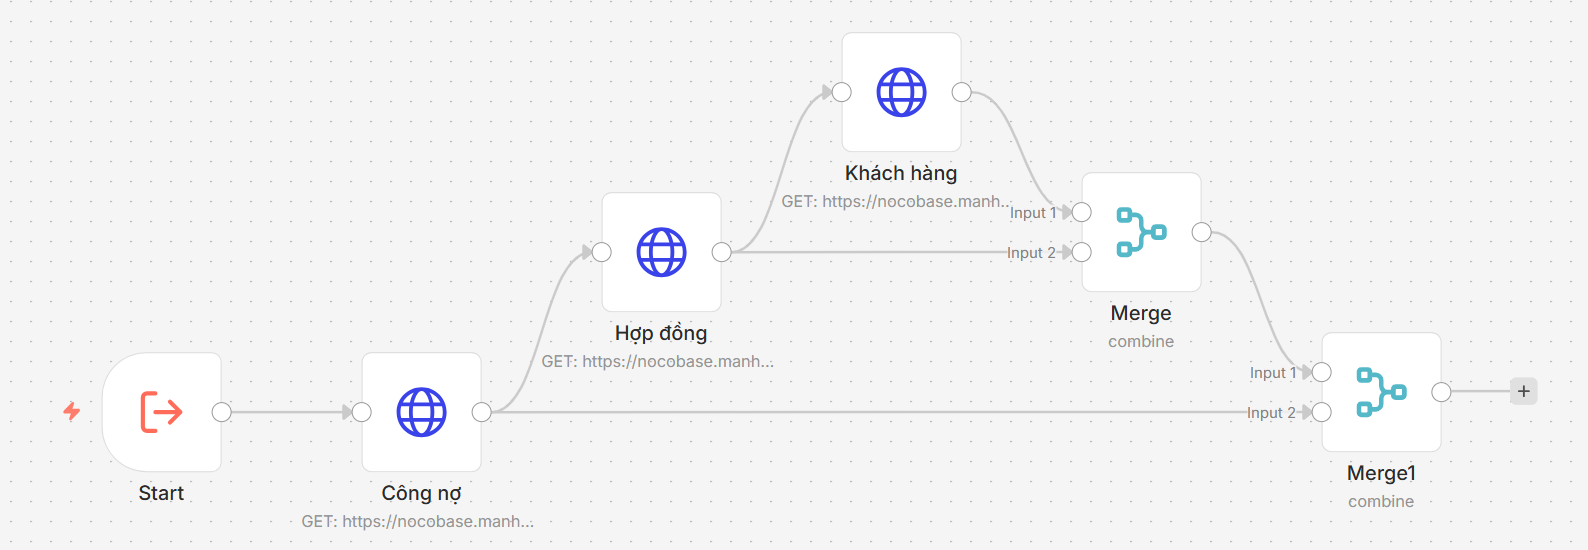 Khách hàng
GET: https://nocobase.manh...
Input 1
Input 2
Merge
combine
Hợp đồng
GET: https://nocobase.manh...
Input 1
Input 2
Merge1
combine
Start
Công nợ
GET: https://nocobase.manh...